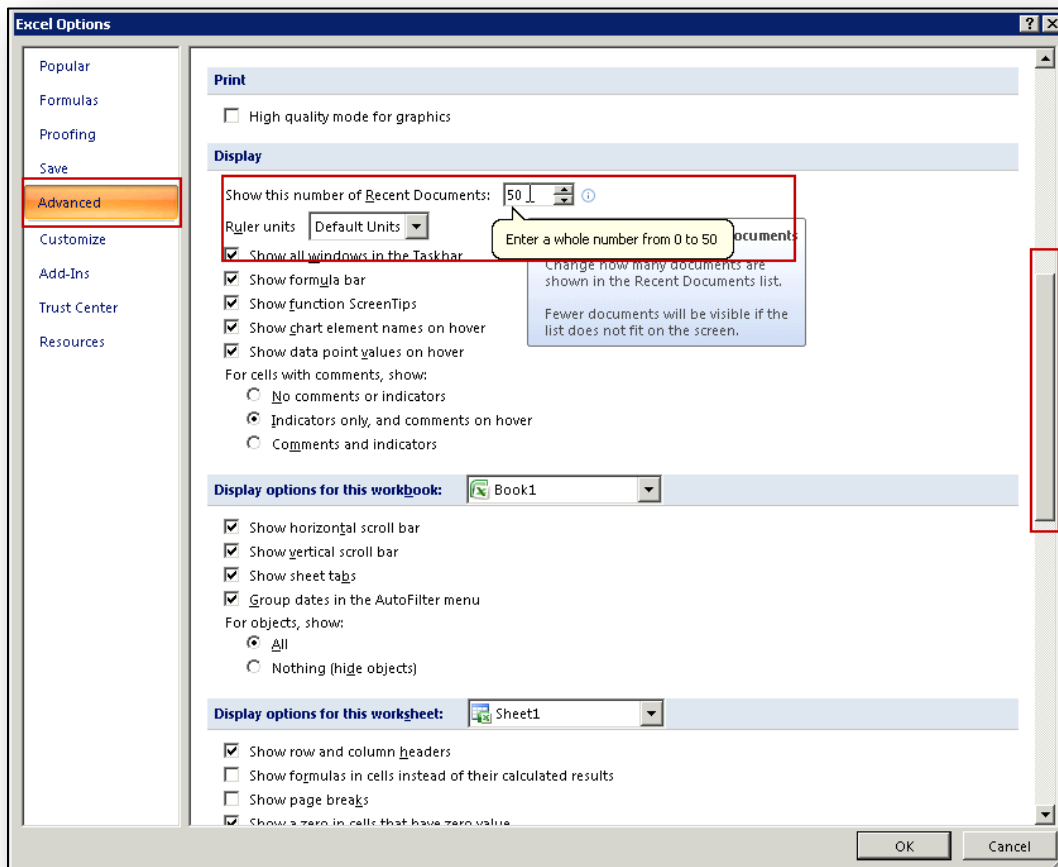 Excel Options
Popular
Formulas
Proofing
Save
Advanced
Customize
Add-Ins
Trust Center
Resources
Print
High quality mode for graphics
Display
Show this number of Recent Documents: 50
Ruler units Default Units
Enter a whole number from 0 to 50
ocuments
Change how many documents are
shown in the Recent Documents list.
Fewer documents will be visible if the
list does not fit on the screen.
Show all windows in the Taskbar
Show formula bar
Show function ScreenTips
Show chart element names on hover
Show data point values on hover
For cells with comments, show:
No comments or indicators
Indicators only, and comments on hover
Comments and indicators
Display options for this workbook: Book1
Show horizontal scroll bar
Show vertical scroll bar
Show sheet tabs
Group dates in the AutoFilter menu
For objects, show:
All
Nothing (hide objects)
Display options for this worksheet: Sheet1
Show row and column headers
Show formulas in cells instead of their calculated results
Show page breaks
Show a zero in cells that have zero value
OK Cancel